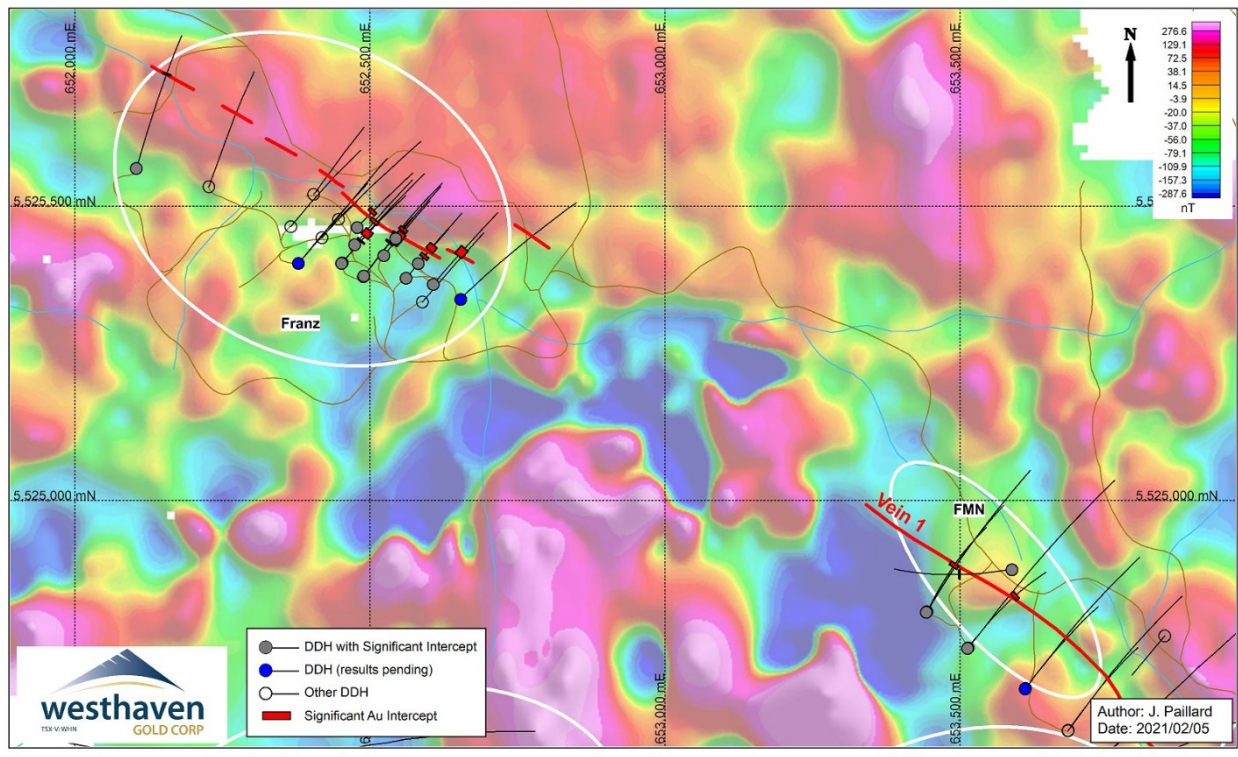 652,000 mE
652,500 mE
653,000 mE
653,500 mE
N
276.6
129.1
72.5
38.1
14.5
-3.9
-20.0
-37.0
-56.0
-79.1
-109.9
-157.3
-287.6
nT
5,525,500 mN
Franz
5,525,000 mN
5,525,000 mN
FMN
Vein 1
DDH with Significant Intercept
DDH (results pending)
Other DDH
Significant Au Intercept
westhaven
TSX-V:WHN
GOLD CORP
653,000 mE
653,500 mE
Author: J. Paillard
Date: 2021/02/05